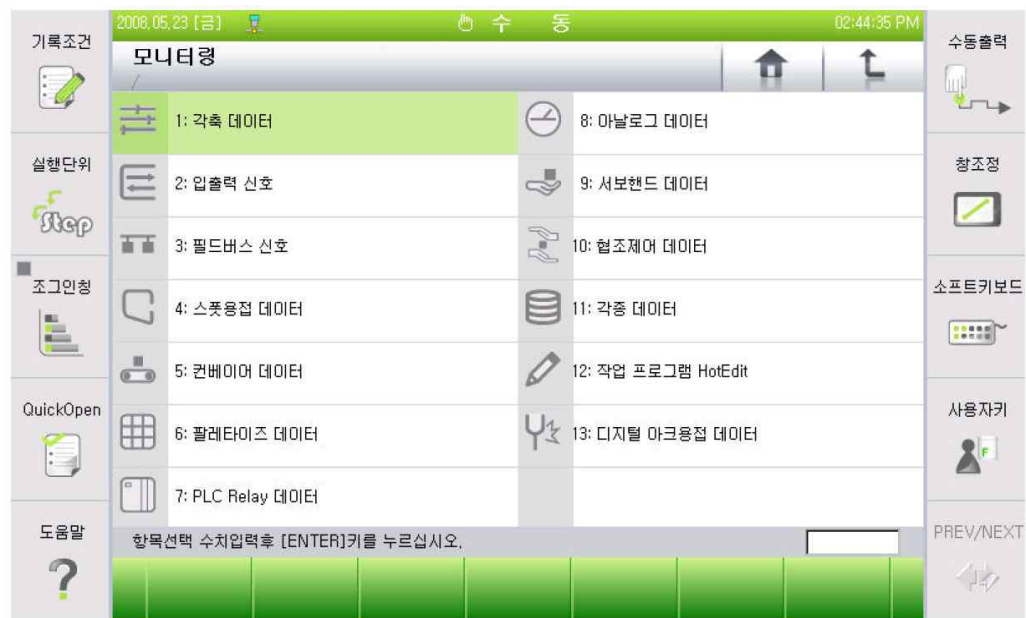 2008,05,23 [금] 수 동 02:44:35 PM
모니터링
/
기록조건
실행단위
Step
조그인칭
QuickOpen
도움말
1: 각축 데이터
2: 입출력 신호
3: 필드버스 신호
4: 스폿용접 데이터
5: 컨베이어 데이터
6: 팔레타이즈 데이터
7: PLC Relay 데이터
8: 아날로그 데이터
9: 서보핸드 데이터
10: 협조제어 데이터
11: 각종 데이터
12: 작업 프로그램 HotEdit
13: 디지털 아크용접 데이터
항목선택 수치입력후 [ENTER]키를 누르십시오,
수동출력
창조정
소프트키보드
사용자키
F
PREV/NEXT